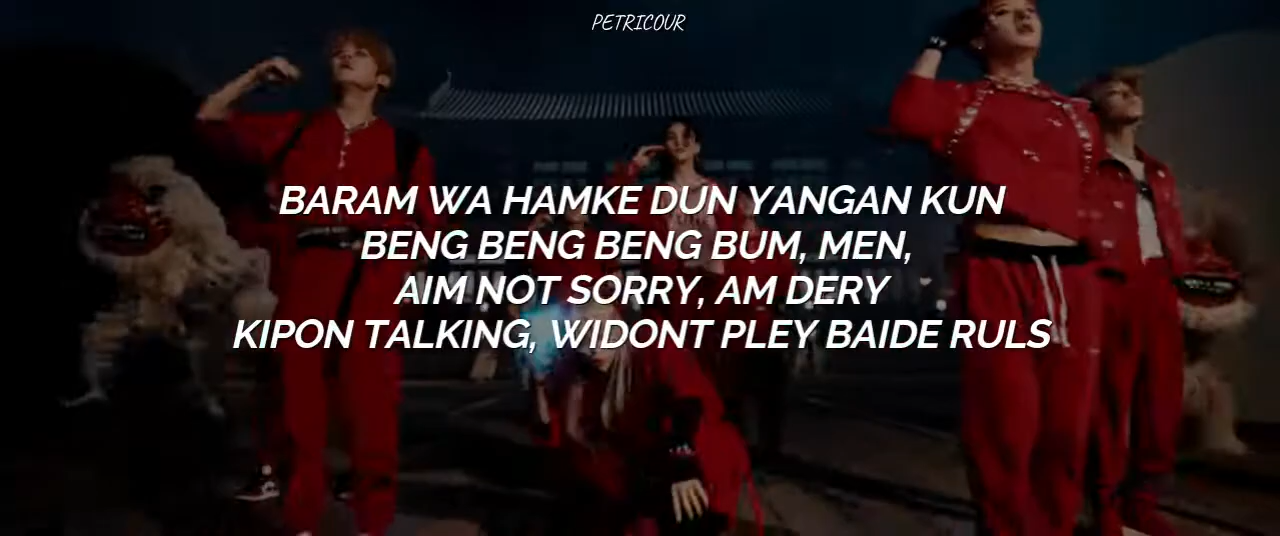 PETRICOUR
BARAM WA HAMKE DUN YANGAN KUN
BENG BENG BENG BUM, MEN,
AIM NOT SORRY, AM DERY
KIPON TALKING, WIDONT PLEY BAIDE RULS